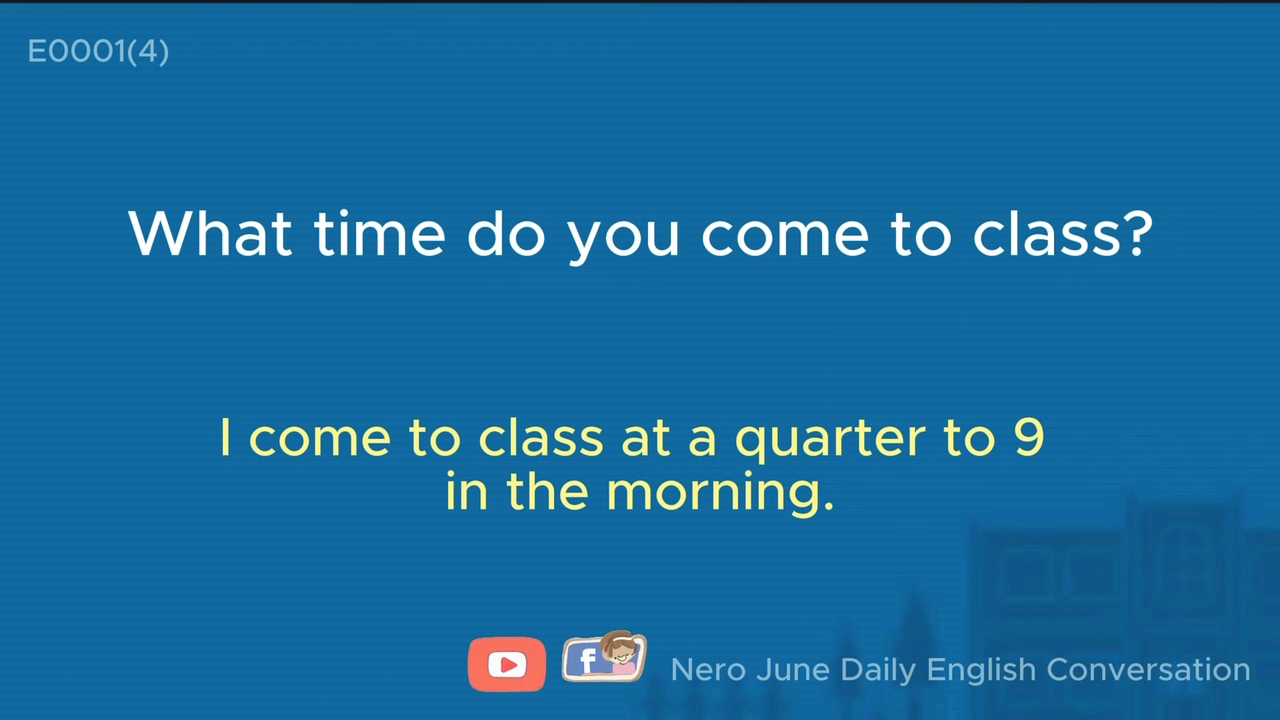 E0001(4)
What time do you come to class?
I come to class at a quarter to 9
in the morning.
f
Nero June Daily English Conversation